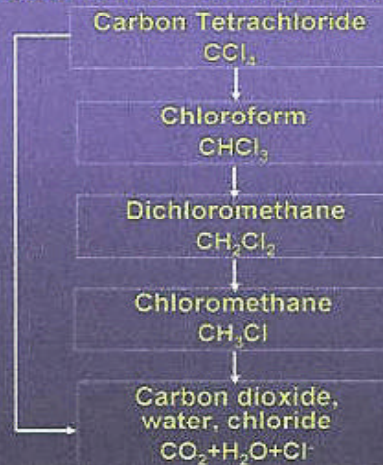 Carbon Tetrachloride
CCl₄
Chloroform
CHCl₃
Dichloromethane
CH₂Cl₂
Chloromethane
CH₃Cl
Carbon dioxide,
water, chloride
CO₂+H₂O+Cl⁻